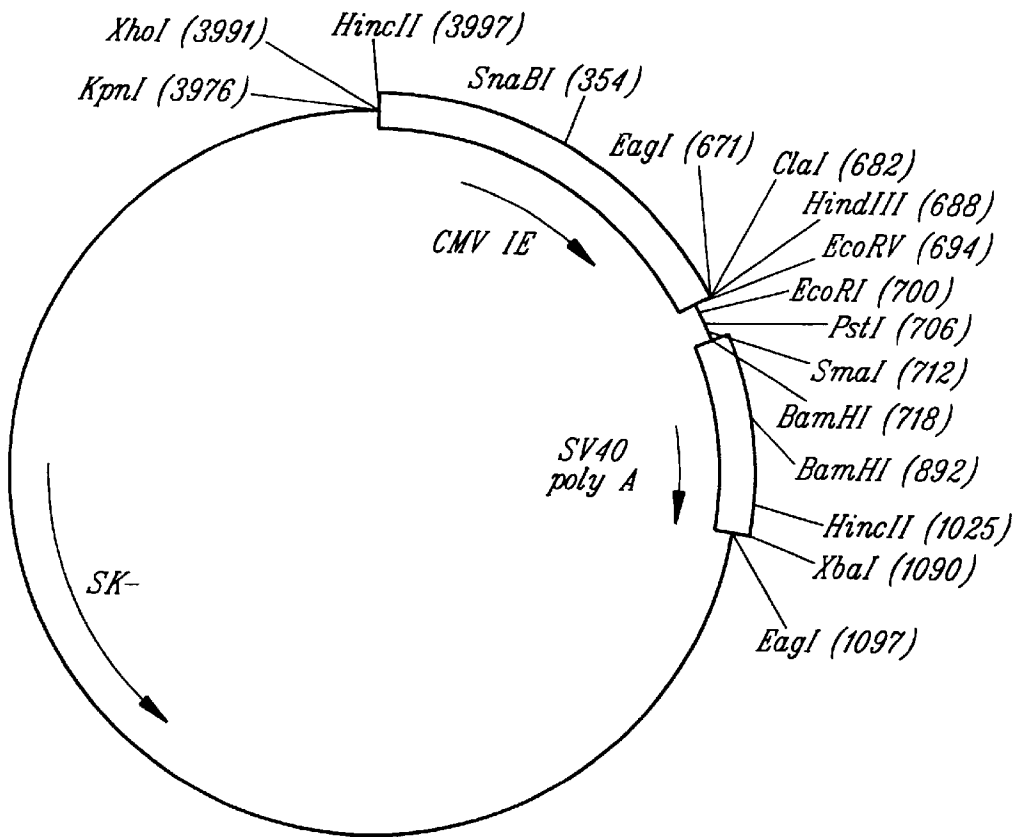 XhoI (3991)
HincII (3997)
KpnI (3976)
SnaBI (354)
EagI (671)
ClaI (682)
HindIII (688)
EcoRV (694)
EcoRI (700)
PstI (706)
SmaI (712)
BamHI (718)
BamHI (892)
HincII (1025)
XbaI (1090)
EagI (1097)
CMV IE
SV40
poly A
SK-